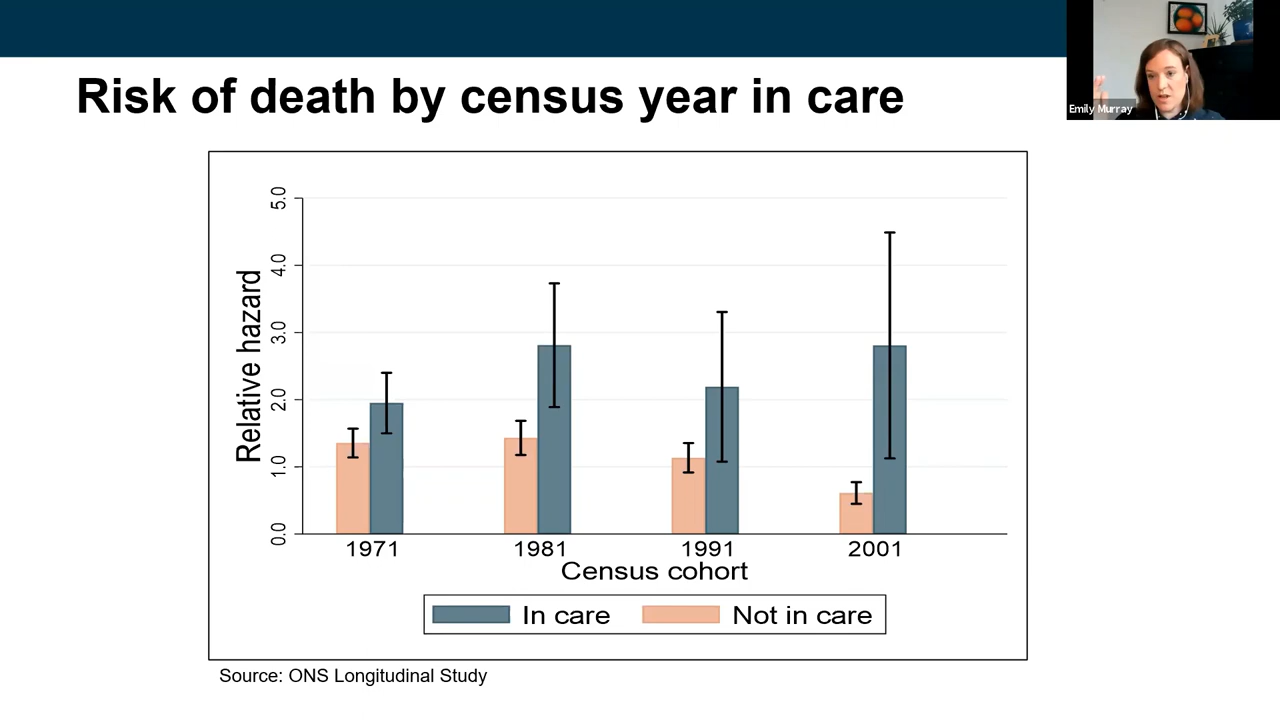 Risk of death by census year in care
Emily Murray
5.0
4.0
3.0
2.0
1.0
0.0
Relative hazard
1971 1981 1991 2001
Census cohort
In care Not in care
Source: ONS Longitudinal Study